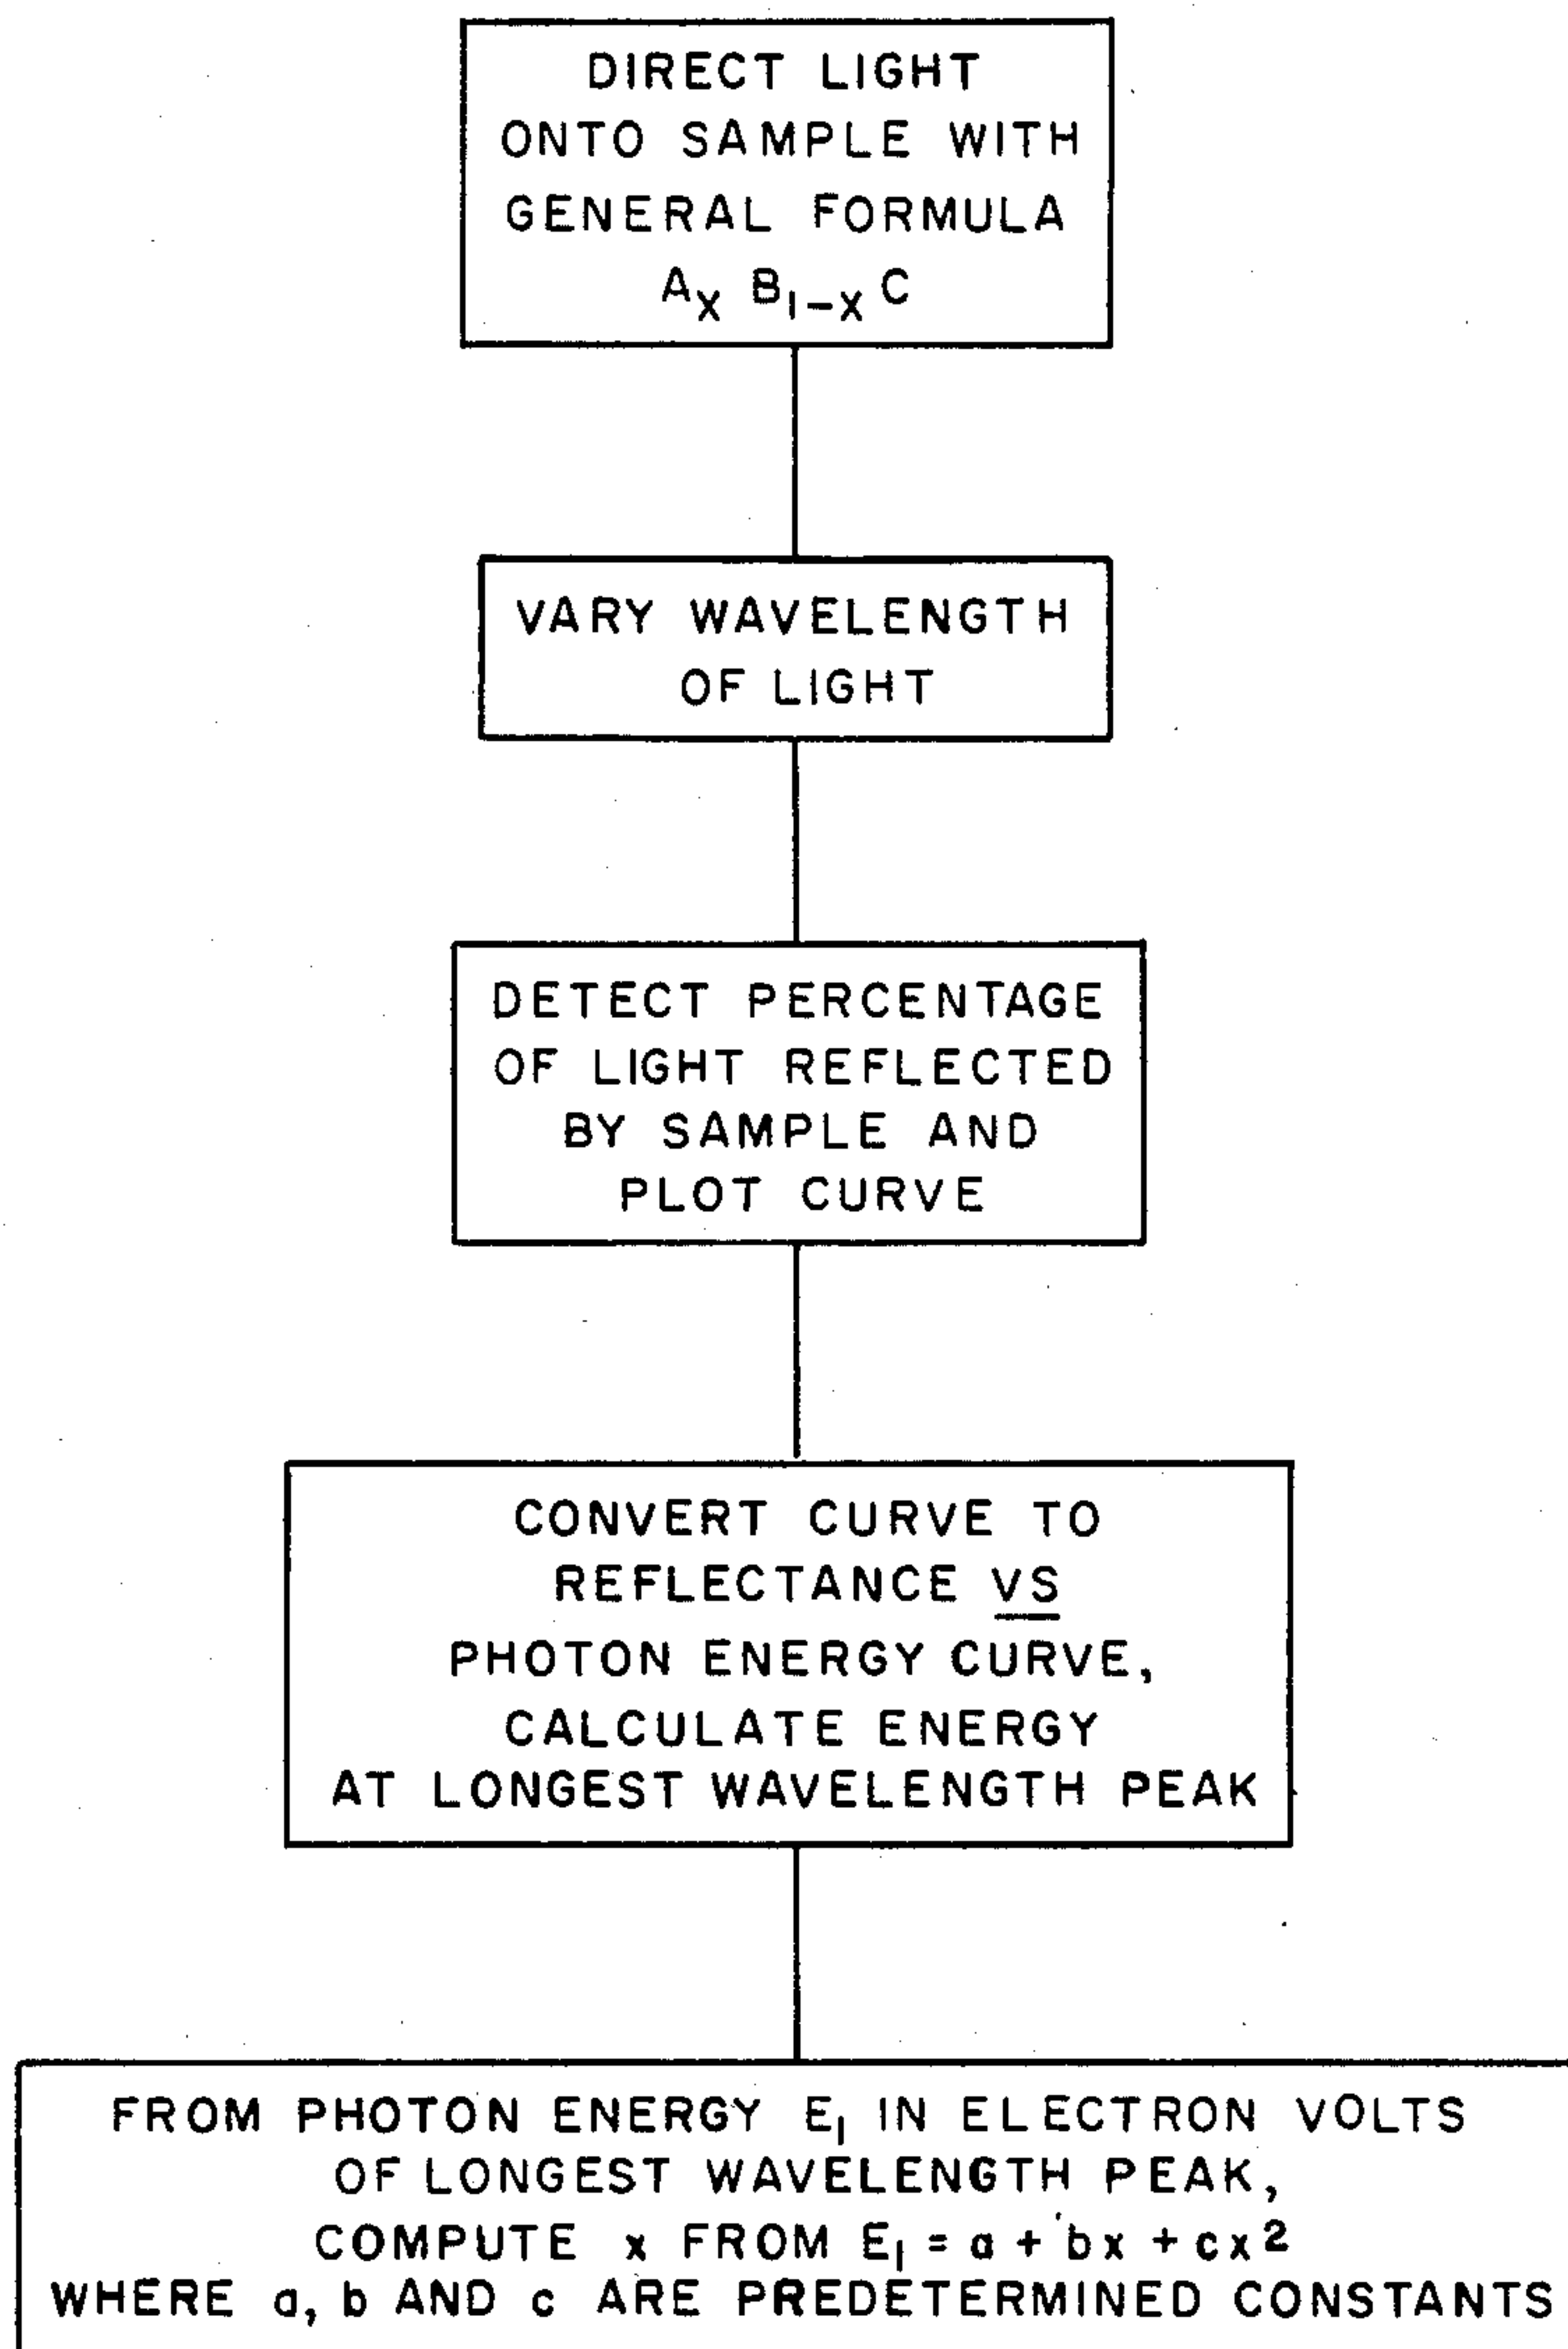 DIRECT LIGHT
ONTO SAMPLE WITH
GENERAL FORMULA
Aₓ B₁₋ₓ C
VARY WAVELENGTH
OF LIGHT
DETECT PERCENTAGE
OF LIGHT REFLECTED
BY SAMPLE AND
PLOT CURVE
CONVERT CURVE TO
REFLECTANCE VS
PHOTON ENERGY CURVE,
CALCULATE ENERGY
AT LONGEST WAVELENGTH PEAK
FROM PHOTON ENERGY E₁ IN ELECTRON VOLTS
OF LONGEST WAVELENGTH PEAK,
COMPUTE x FROM E₁ = a + bx + cx²
WHERE a, b AND c ARE PREDETERMINED CONSTANTS